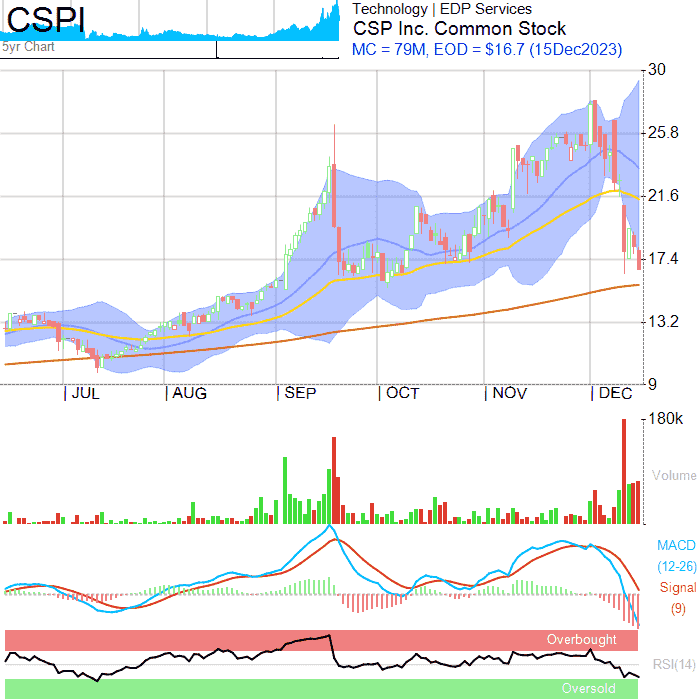 CSPI
5yr Chart
Technology | EDP Services
CSP Inc. Common Stock
MC = 79M, EOD = $16.7 (15Dec2023)
30
25.8
21.6
17.4
13.2
9
JUL AUG SEP OCT NOV DEC
180k
Volume
MACD
(12-26)
Signal
(9)
Overbought
RSI(14)
Oversold